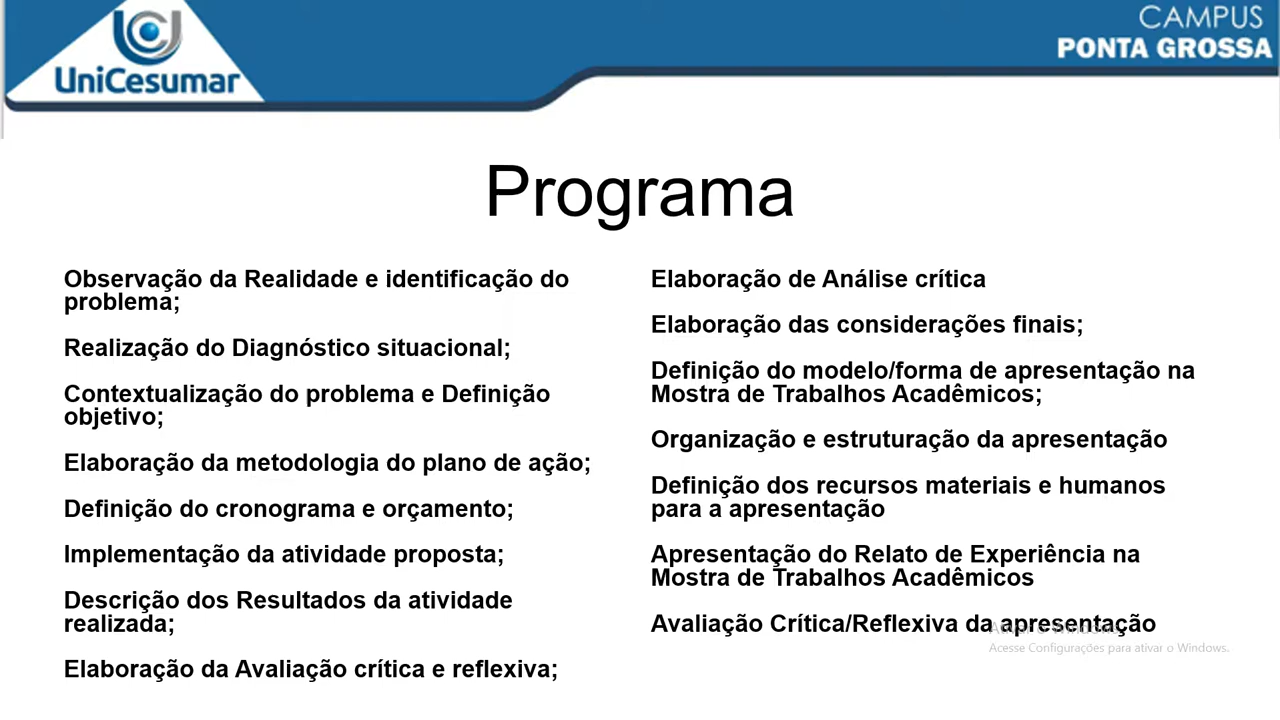 UniCesumar
CAMPUS
PONTA GROSSA
Programa
Observação da Realidade e identificação do
problema;
Realização do Diagnóstico situacional;
Contextualização do problema e Definição
objetivo;
Elaboração da metodologia do plano de ação;
Definição do cronograma e orçamento;
Implementação da atividade proposta;
Descrição dos Resultados da atividade
realizada;
Elaboração da Avaliação crítica e reflexiva;
Elaboração de Análise crítica
Elaboração das considerações finais;
Definição do modelo/forma de apresentação na
Mostra de Trabalhos Acadêmicos;
Organização e estruturação da apresentação
Definição dos recursos materiais e humanos
para a apresentação
Apresentação do Relato de Experiência na
Mostra de Trabalhos Acadêmicos
Avaliação Crítica/Reflexiva da apresentação
Ativar o Windows
Acesse Configurações para ativar o Windows.